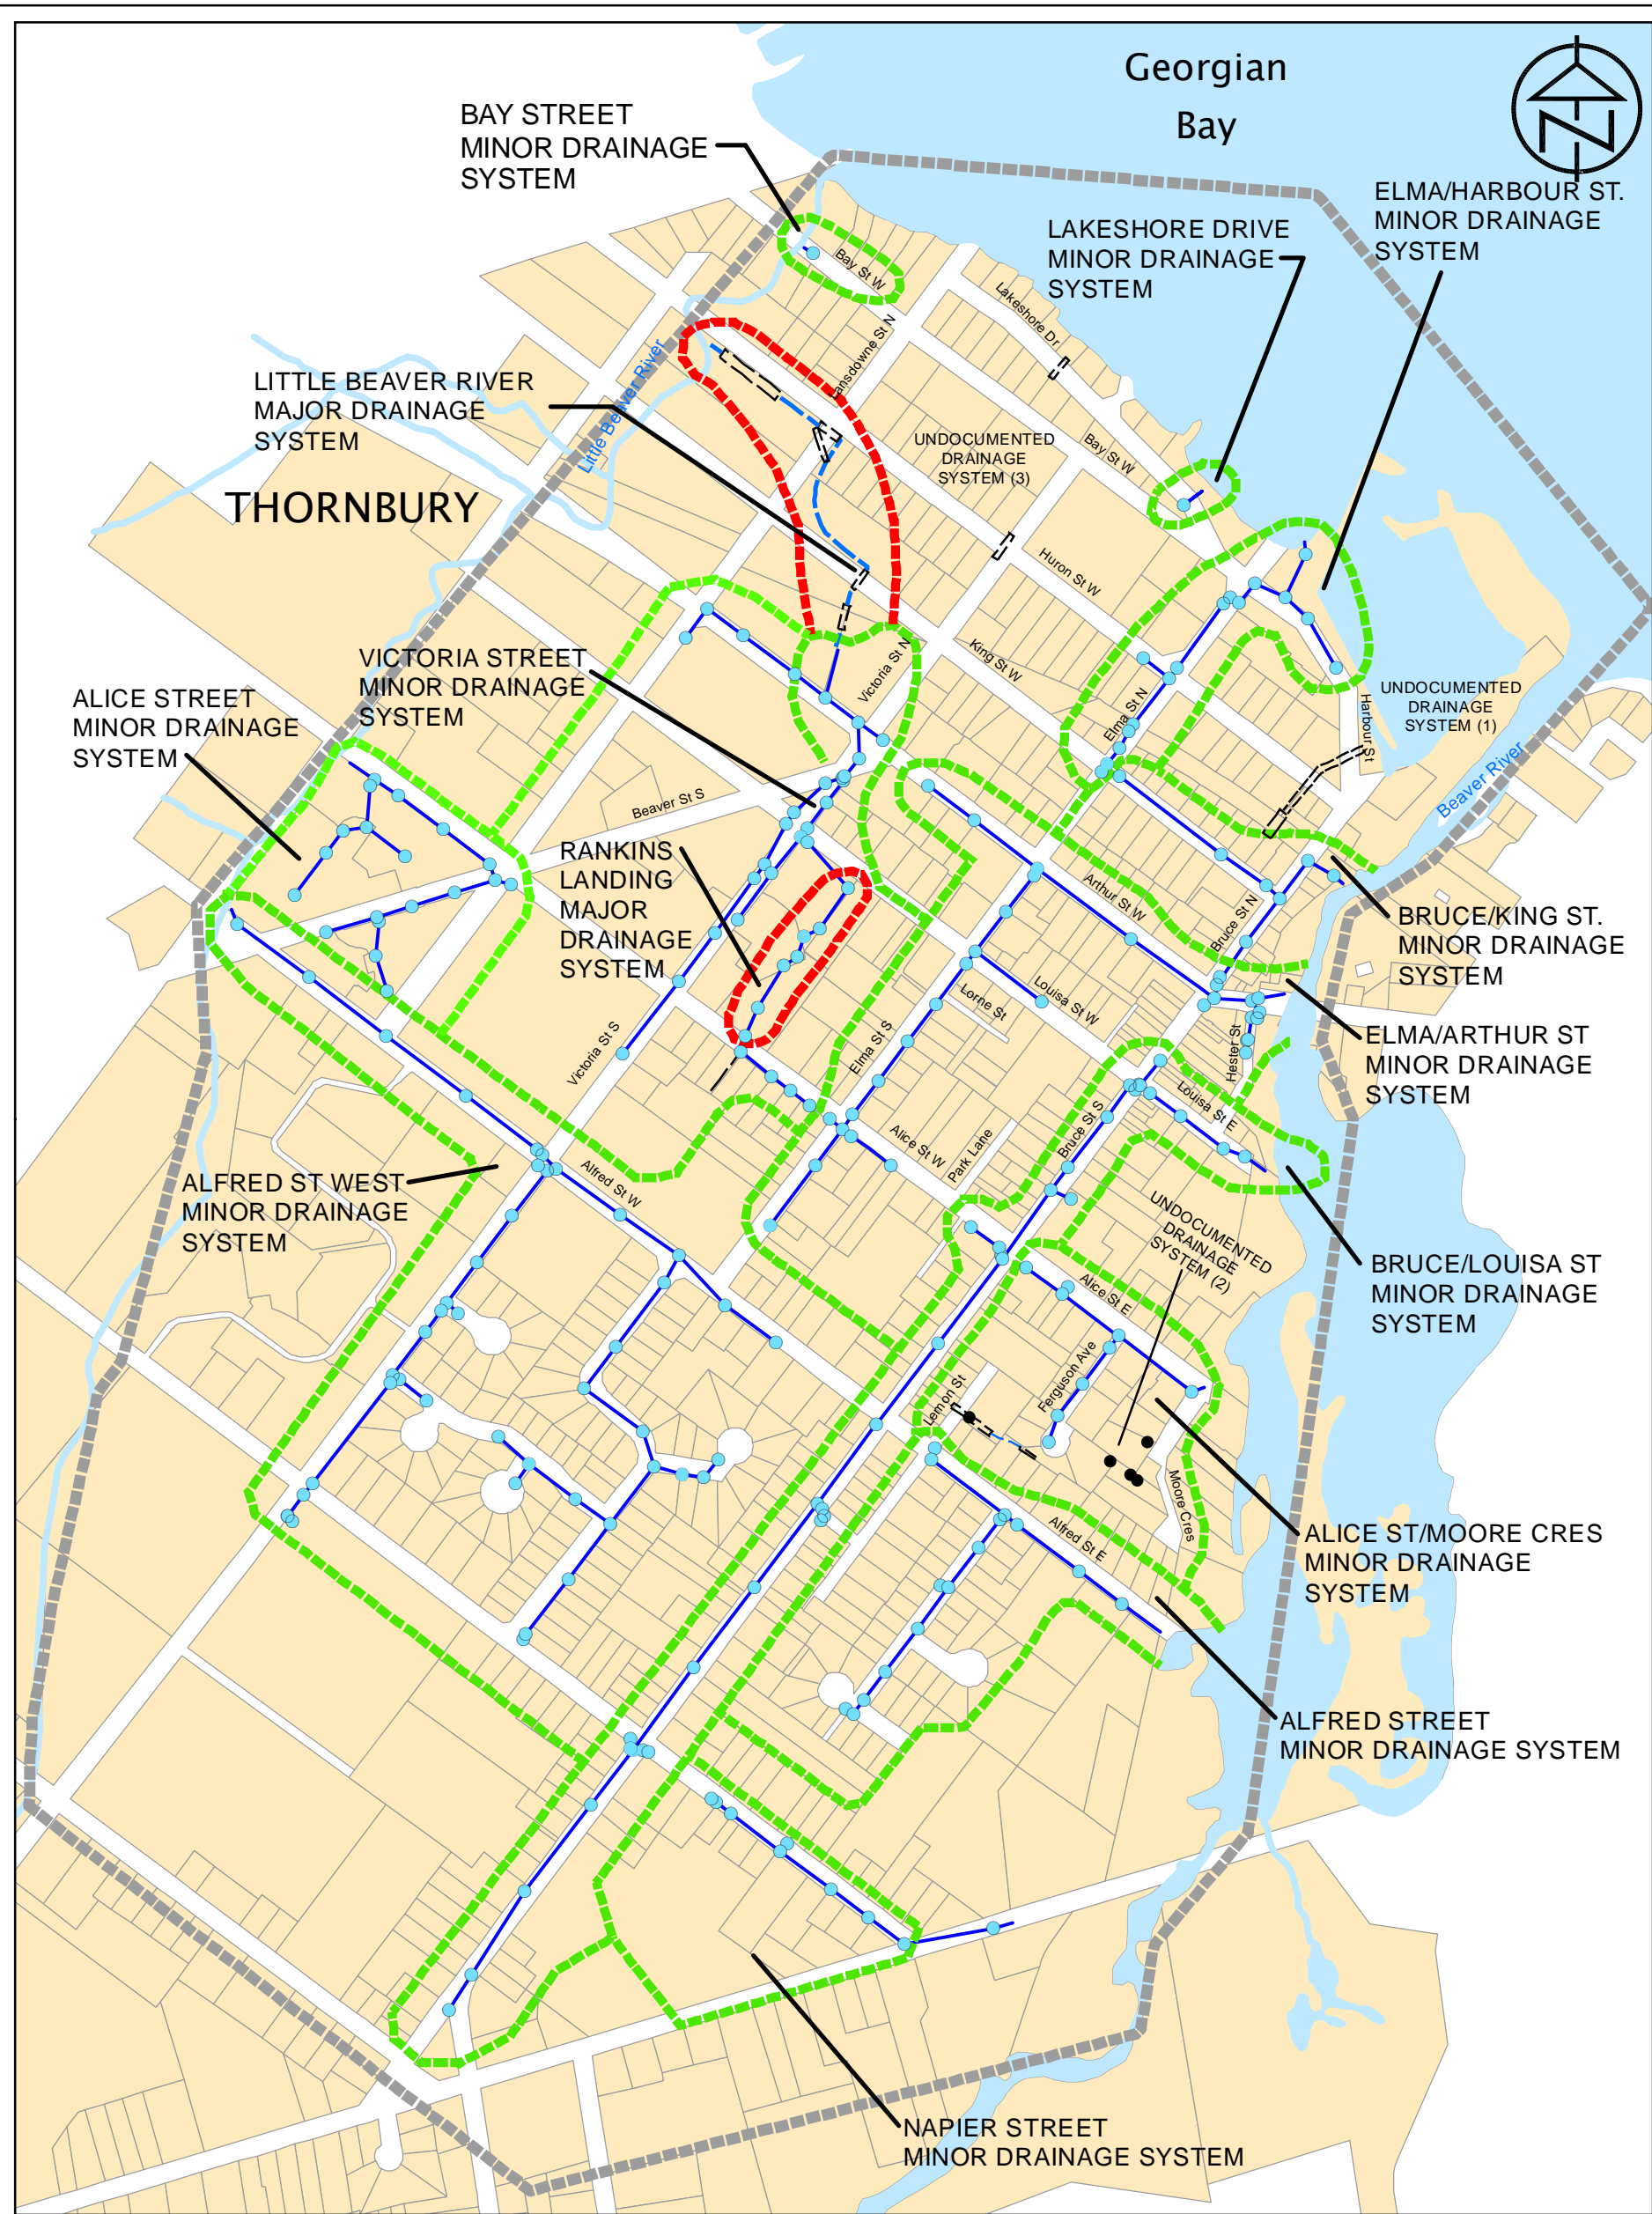 Georgian
Bay
N
BAY STREET
MINOR DRAINAGE
SYSTEM
ELMA/HARBOUR ST.
MINOR DRAINAGE
SYSTEM
LAKESHORE DRIVE
MINOR DRAINAGE
SYSTEM
Bay St W
Lakeshore Dr
Lansdowne St N
LITTLE BEAVER RIVER
MAJOR DRAINAGE
SYSTEM
Little Beaver River
UNDOCUMENTED
DRAINAGE
SYSTEM (3)
Bay St W
THORNBURY
Huron St W
King St W
VICTORIA STREET
MINOR DRAINAGE
SYSTEM
Victoria St N
ALICE STREET
MINOR DRAINAGE
SYSTEM
Elma St N
UNDOCUMENTED
DRAINAGE
SYSTEM (1)
Harbour St
Beaver River
Beaver St S
RANKINS
LANDING
MAJOR
DRAINAGE
SYSTEM
Arthur St W
Bruce St N
BRUCE/KING ST.
MINOR DRAINAGE
SYSTEM
Louisa St W
Lorne St
Victoria St S
Elma St S
Hester St
ELMA/ARTHUR ST
MINOR DRAINAGE
SYSTEM
Louisa St E
Bruce St S
Alice St W
Park Lane
ALFRED ST WEST
MINOR DRAINAGE
SYSTEM
Alfred St W
UNDOCUMENTED
DRAINAGE
SYSTEM (2)
BRUCE/LOUISA ST
MINOR DRAINAGE
SYSTEM
Alice St E
Ferguson Ave
Lemon St
Moore Cres
Alfred St E
ALICE ST/MOORE CRES
MINOR DRAINAGE
SYSTEM
ALFRED STREET
MINOR DRAINAGE SYSTEM
NAPIER STREET
MINOR DRAINAGE SYSTEM